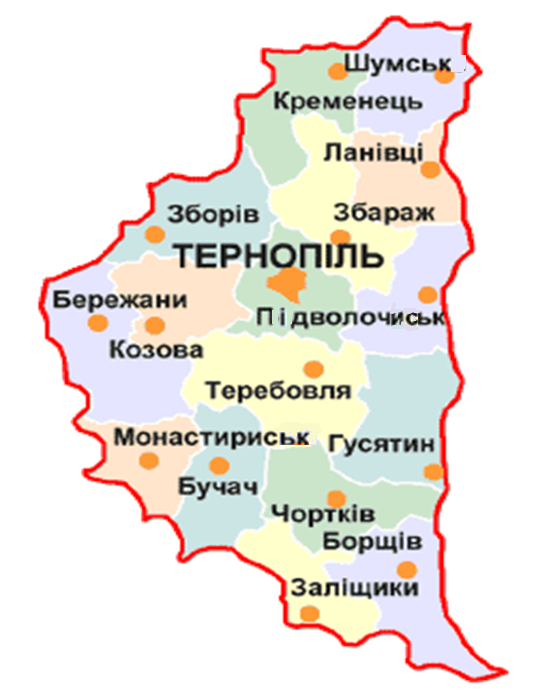 Шумськ
Кременець
Ланівці
Зборів
Збараж
ТЕРНОПІЛЬ
Бережани
Підволочиськ
Козова
Теребовля
Монастириськ
Гусятин
Бучач
Чортків
Борщів
Заліщики